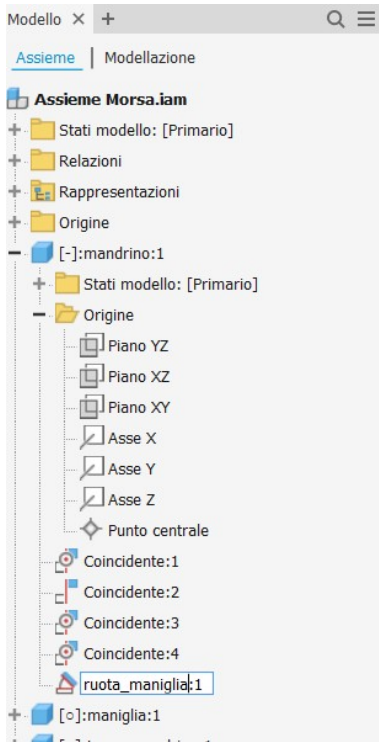 Modello
Assieme | Modellazione
Assieme Morsa.iam
Stati modello: [Primario]
Relazioni
Rappresentazioni
Origine
[-]:mandrino:1
Stati modello: [Primario]
Origine
Piano YZ
Piano XZ
Piano XY
Asse X
Asse Y
Asse Z
Punto centrale
Coincidente:1
Coincidente:2
Coincidente:3
Coincidente:4
ruota_maniglia:1
[o]:maniglia:1